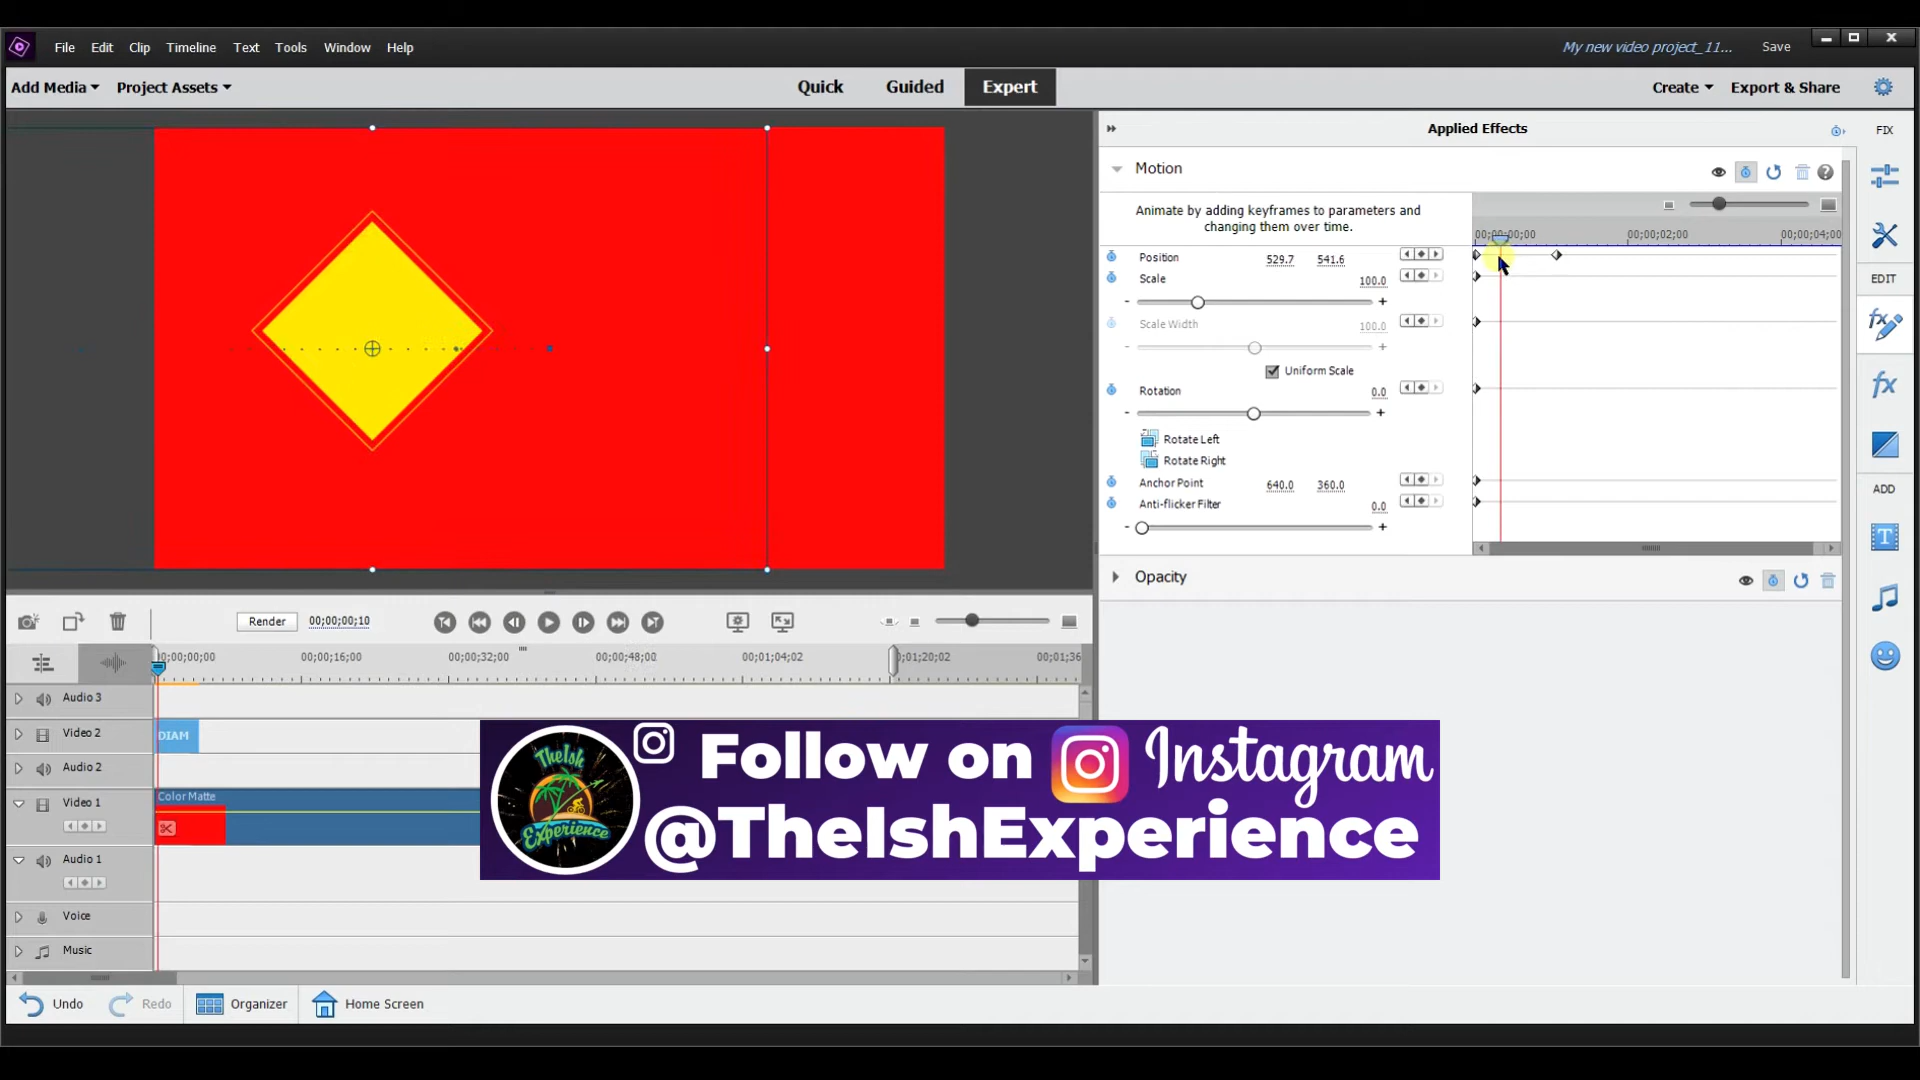 File Edit Clip Timeline Text Tools Window Help
My new video project_11... Save
Add Media Project Assets
Quick Guided Expert
Create Export & Share
Applied Effects
FIX
Motion
Animate by adding keyframes to parameters and
changing them over time.
00;00;00;00 00;00;02;00 00;00;04;00
Position 529.7 541.6
Scale
100.0
- +
Scale Width 100.0
- +
Uniform Scale
Rotation 0.0
- +
Rotate Left
Rotate Right
Anchor Point 640.0 360.0
Anti-flicker Filter 0.0
- +
Opacity
EDIT
ADD
Render 00;00;00;10
;00;00;00 00;00;16;00 00;00;32;00 00;00;48;00 00;01;04;02 ;01;20;02 00;01;36
Audio 3
Video 2
DIAM
Audio 2
Video 1
Color Matte
Audio 1
Voice
Music
TheIsh
Experience
Follow on Instagram
@TheIshExperience
Undo Redo Organizer Home Screen